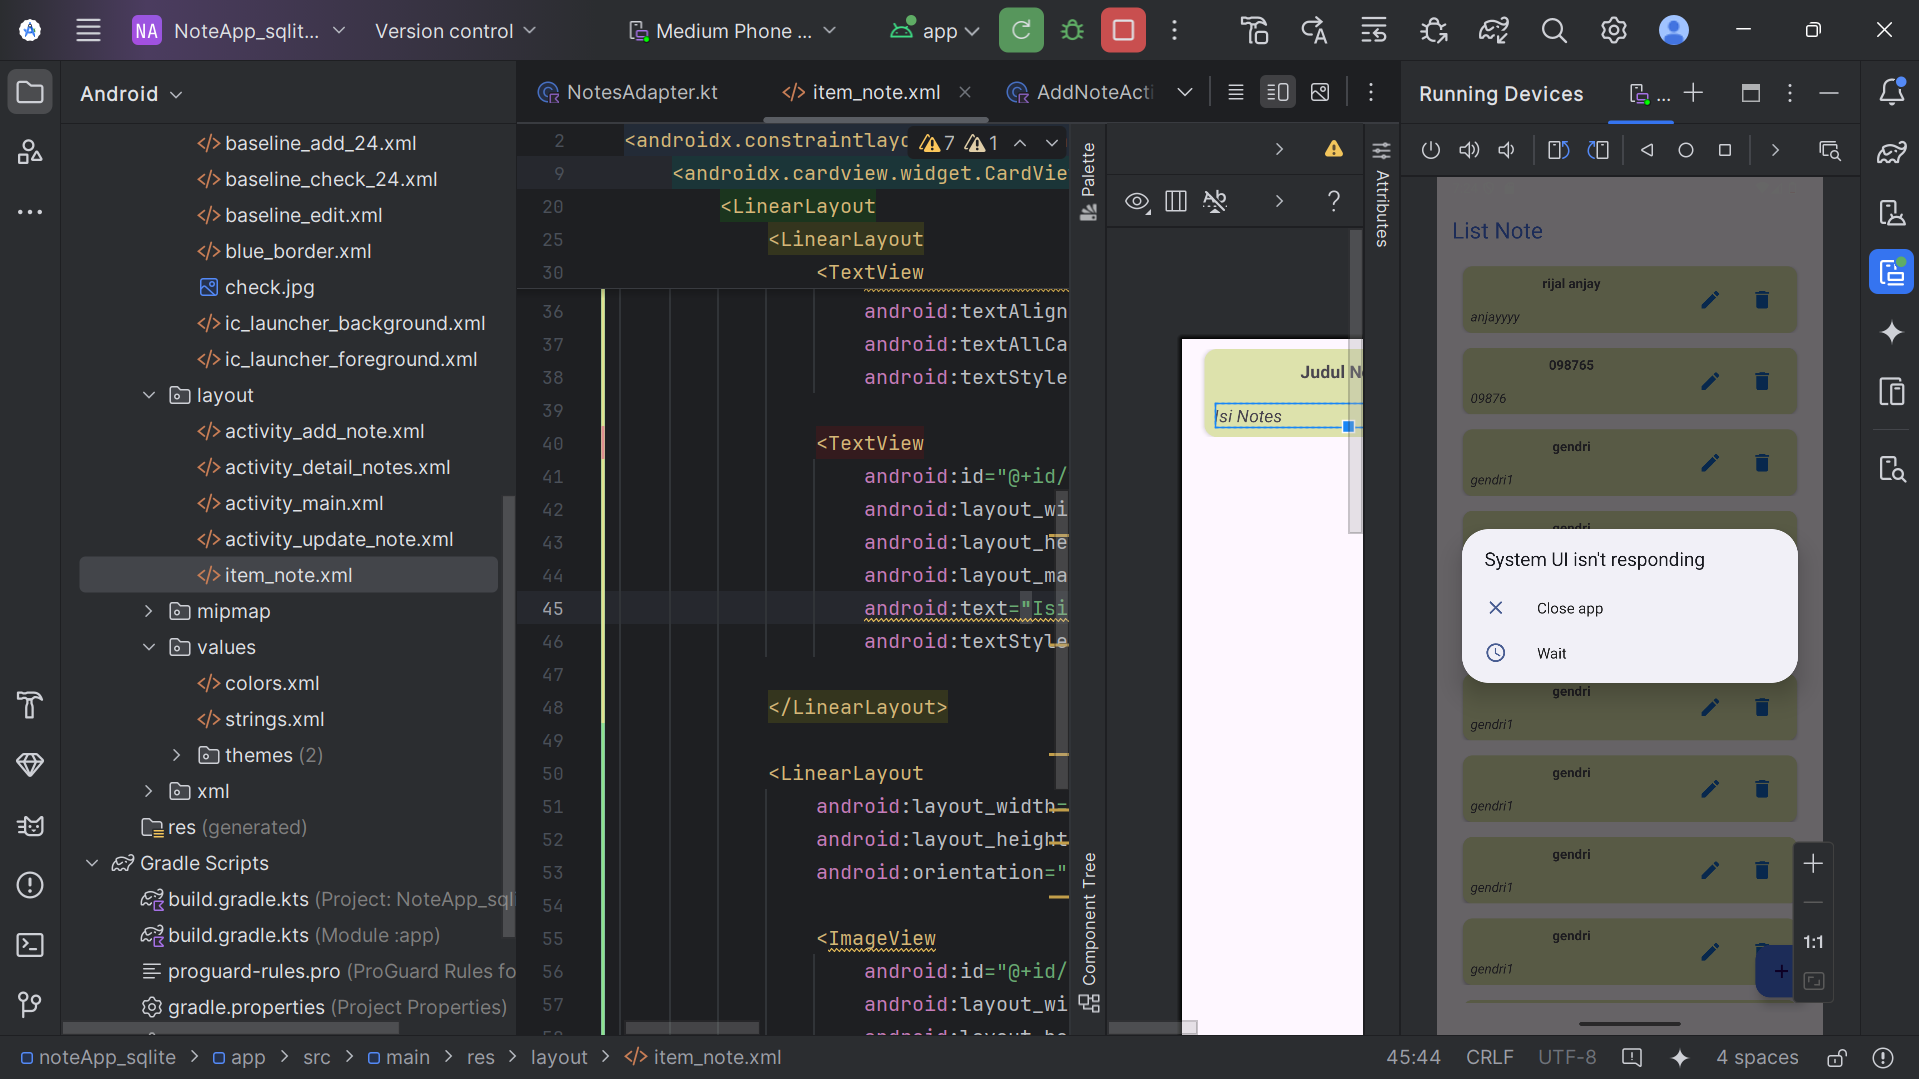 NA NoteApp_sqlit... Version control Medium Phone ... app
Android
baseline_add_24.xml
baseline_check_24.xml
baseline_edit.xml
blue_border.xml
check.jpg
ic_launcher_background.xml
ic_launcher_foreground.xml
layout
activity_add_note.xml
activity_detail_notes.xml
activity_main.xml
activity_update_note.xml
item_note.xml
mipmap
values
colors.xml
strings.xml
themes (2)
xml
res (generated)
Gradle Scripts
build.gradle.kts (Project: NoteApp_sqli
build.gradle.kts (Module :app)
proguard-rules.pro (ProGuard Rules fo
gradle.properties (Project Properties)
NotesAdapter.kt item_note.xml AddNoteActi
2 <androidx.constraintlayo 7 1
9 <androidx.cardview.widget.CardVie
20 <LinearLayout
25 <LinearLayout
30 <TextView
36 android:textAlign
37 android:textAllCa
38 android:textStyle
39
40 <TextView
41 android:id="@+id/
42 android:layout_wi
43 android:layout_he
44 android:layout_ma
45 android:text="Isi
46 android:textStyle
47
48 </LinearLayout>
49
50 <LinearLayout
51 android:layout_width=
52 android:layout_height
53 android:orientation="
54
55 <ImageView
56 android:id="@+id/
57 android:layout_wi
58 android:layout_he
Palette
Component Tree
?
Attributes
Judul No
Isi Notes
Running Devices ...
List Note
rijal anjay
anjayyyy
098765
09876
gendri
gendri1
gendri
System UI isn't responding
Close app
Wait
gendri
gendri1
gendri
gendri1
gendri
gendri1
gendri
gendri1
+
1:1
noteApp_sqlite > app > src > main > res > layout > item_note.xml
45:44 CRLF UTF-8 4 spaces